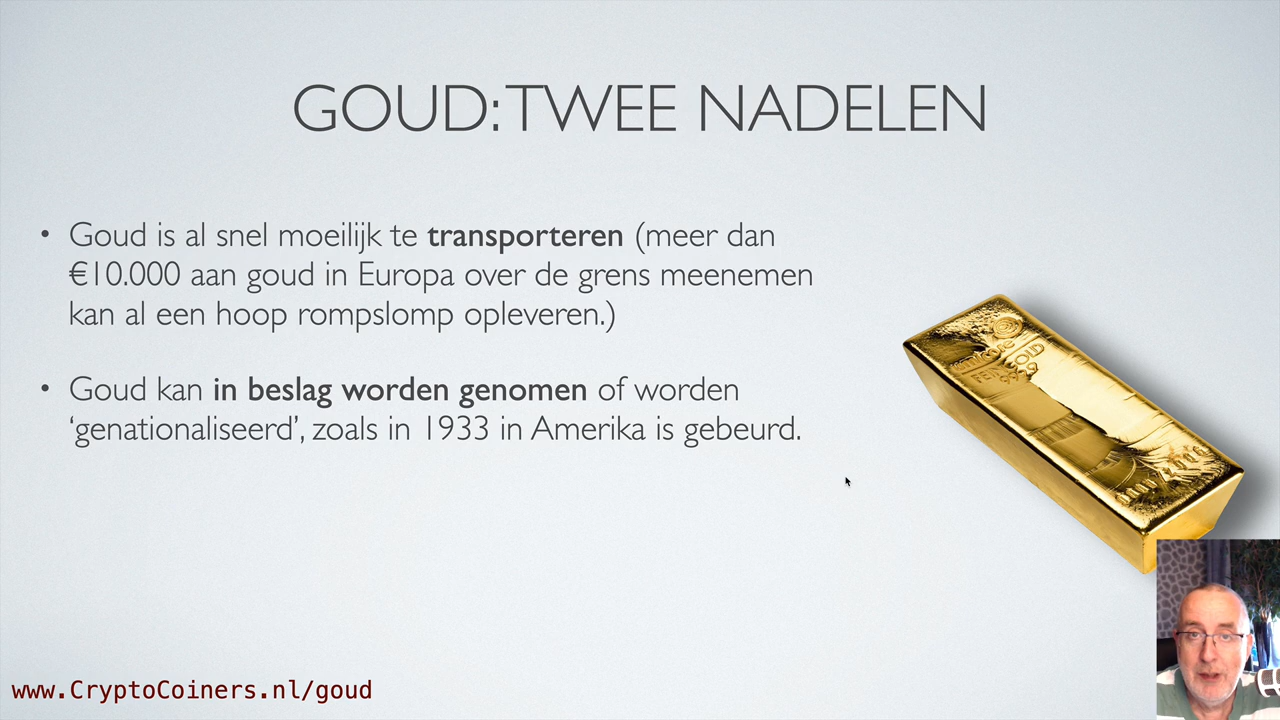 GOUD: TWEE NADELEN
• Goud is al snel moeilijk te transporteren (meer dan
€10.000 aan goud in Europa over de grens meenemen
kan al een hoop rompslomp opleveren.)
• Goud kan in beslag worden genomen of worden
‘genationaliseerd’, zoals in 1933 in Amerika is gebeurd.
www.CryptoCoiners.nl/goud